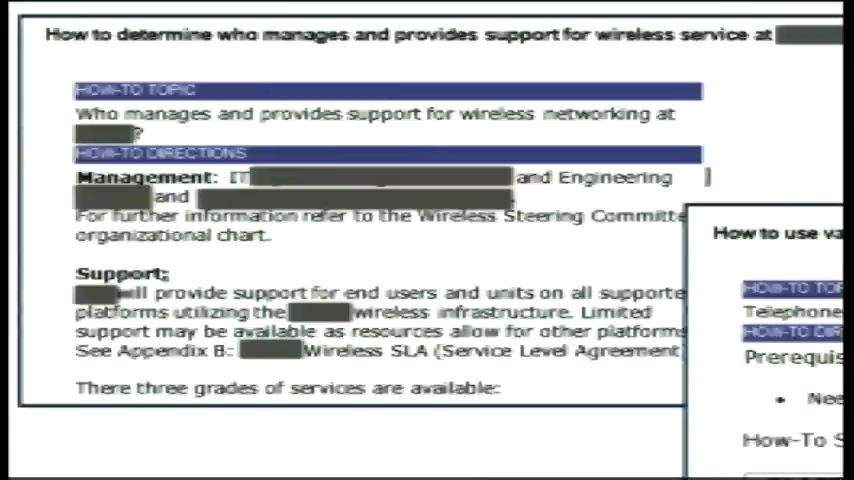 How to determine who manages and provides support for wireless service at
HOW-TO TOPIC
Who manages and provides support for wireless networking at
?
HOW-TO DIRECTIONS
Management: IT and Engineering
and
For further information refer to the Wireless Steering Committe
organizational chart.
Support:
will provide support for end users and units on all supporte
platforms utilizing the wireless infrastructure. Limited
support may be available as resources allow for other platforms
See Appendix B: Wireless SLA (Service Level Agreement)
There three grades of services are available:
How to use va
HOW-TO TOP
Telephone
HOW-TO DIR
Prerequis
• Nee
How-To S